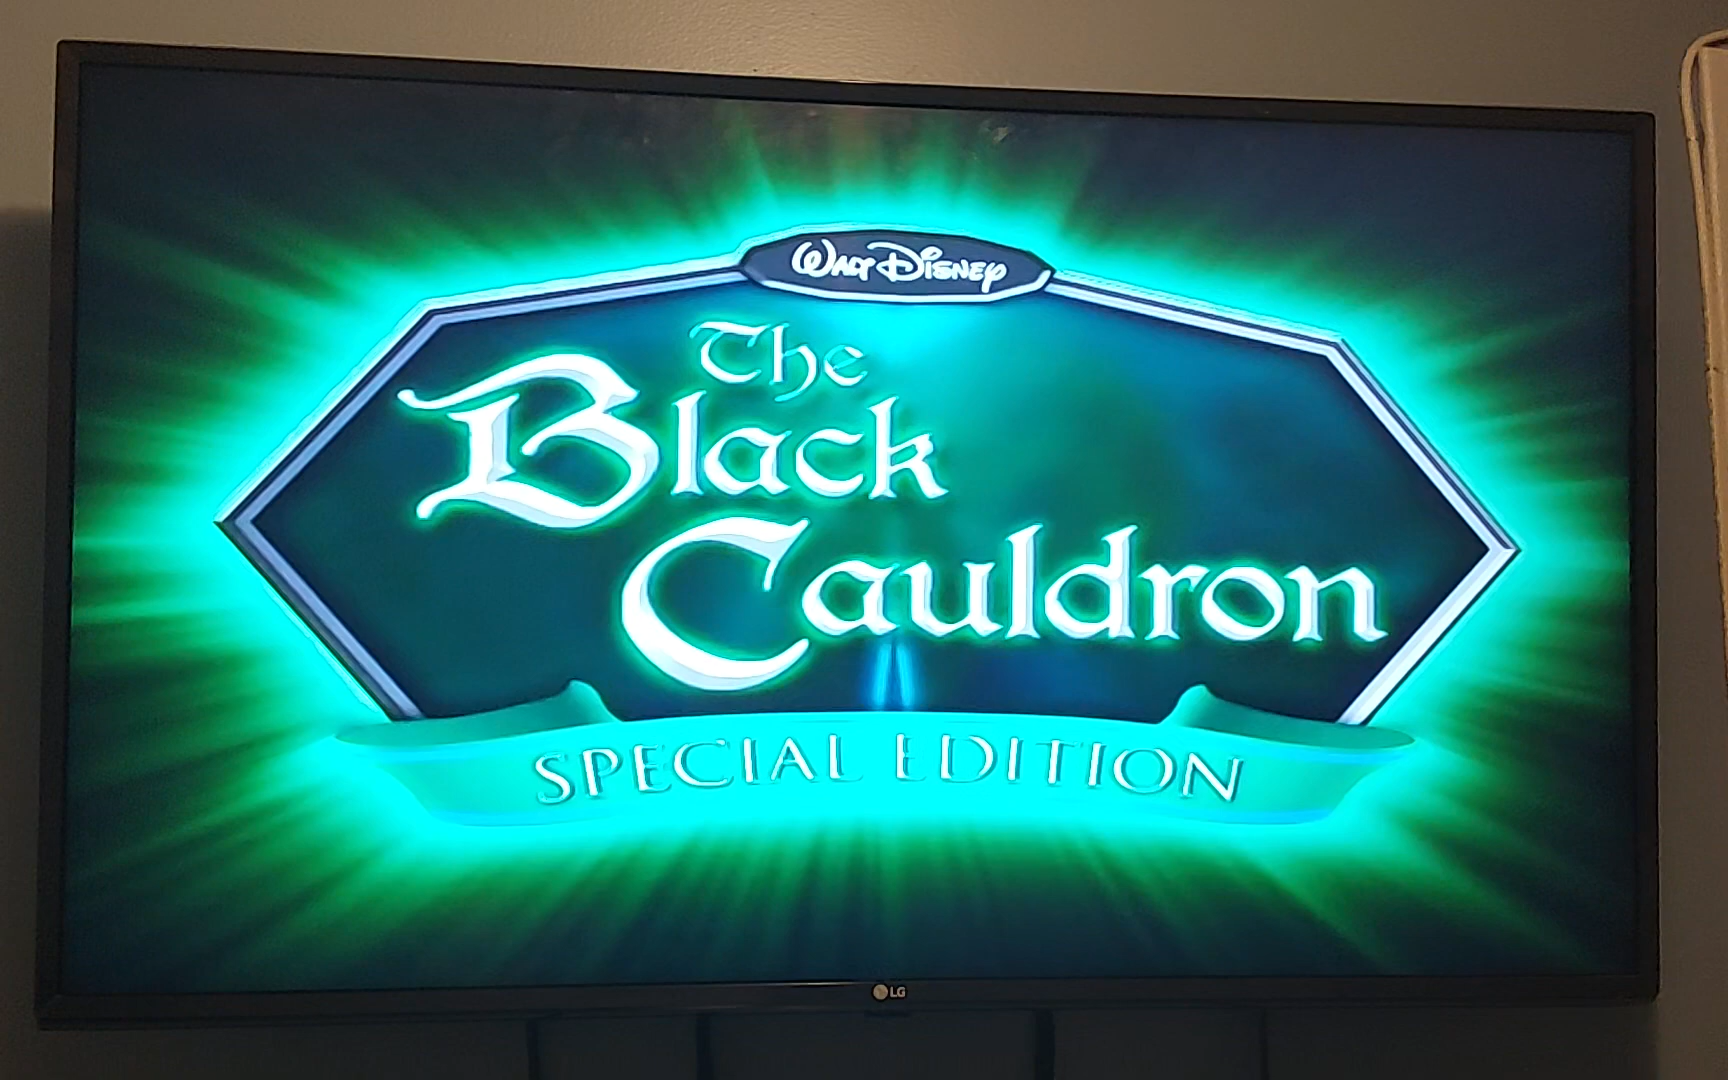 Walt Disney
The
Black
Cauldron
SPECIAL EDITION
LG